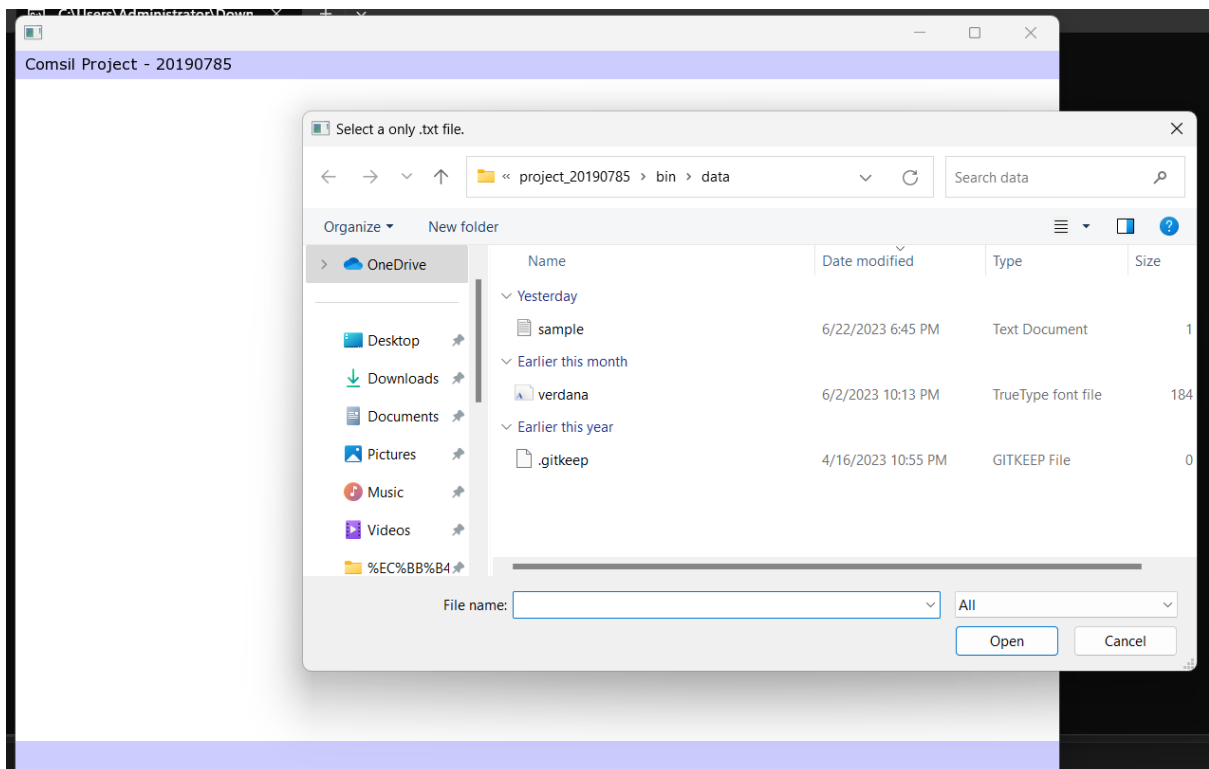 C:\Users\Administrator\Down
Comsil Project - 20190785
Select a only .txt file.
« project_20190785 > bin > data
Search data
Organize
New folder
OneDrive
Name Date modified Type Size
Yesterday
Desktop
sample 6/22/2023 6:45 PM Text Document 1
Earlier this month
Downloads
verdana 6/2/2023 10:13 PM TrueType font file 184
Documents
Earlier this year
Pictures
.gitkeep 4/16/2023 10:55 PM GITKEEP File 0
Music
Videos
%EC%BB%B4
File name:
All
Open
Cancel